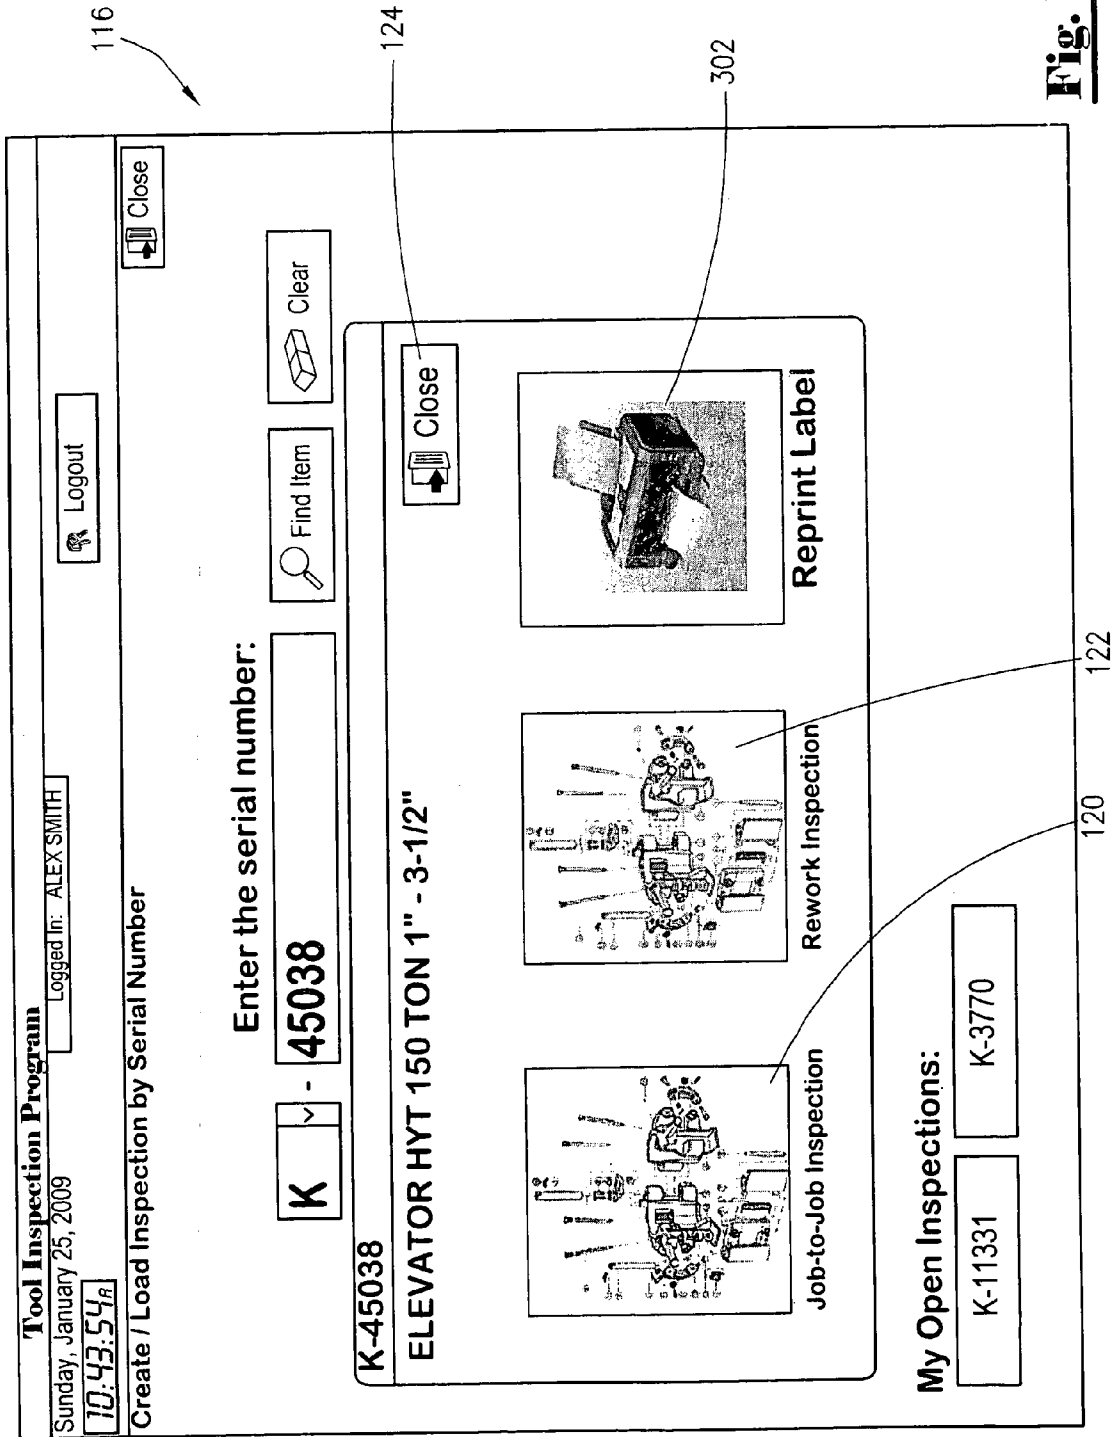 116
Tool Inspection Program
Sunday, January 25, 2009
Logged In: ALEX SMITH
Logout
10:43:54A
Create / Load Inspection by Serial Number
Close
Enter the serial number:
K - 45038
Find Item
Clear
124
K-45038
ELEVATOR HYT 150 TON 1" - 3-1/2"
Close
302
Job-to-Job Inspection
Rework Inspection
Reprint Label
My Open Inspections:
K-11331
K-3770
120
122
Fig.